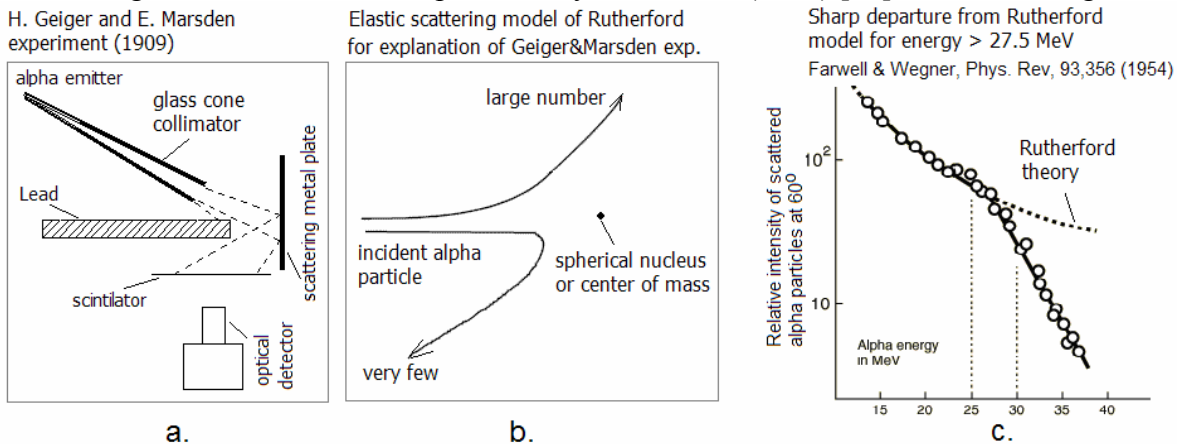 H. Geiger and E. Marsden
experiment (1909)
alpha emitter
glass cone
collimator
Lead
scattering metal plate
scintilator
optical
detector
a.
Elastic scattering model of Rutherford
for explanation of Geiger&Marsden exp.
large number
incident alpha
particle
spherical nucleus
or center of mass
very few
b.
Sharp departure from Rutherford
model for energy > 27.5 MeV
Farwell & Wegner, Phys. Rev, 93,356 (1954)
Relative intensity of scattered
alpha particles at 60⁰
10²
10
Rutherford
theory
Alpha energy
in MeV
15 20 25 30 35 40
c.